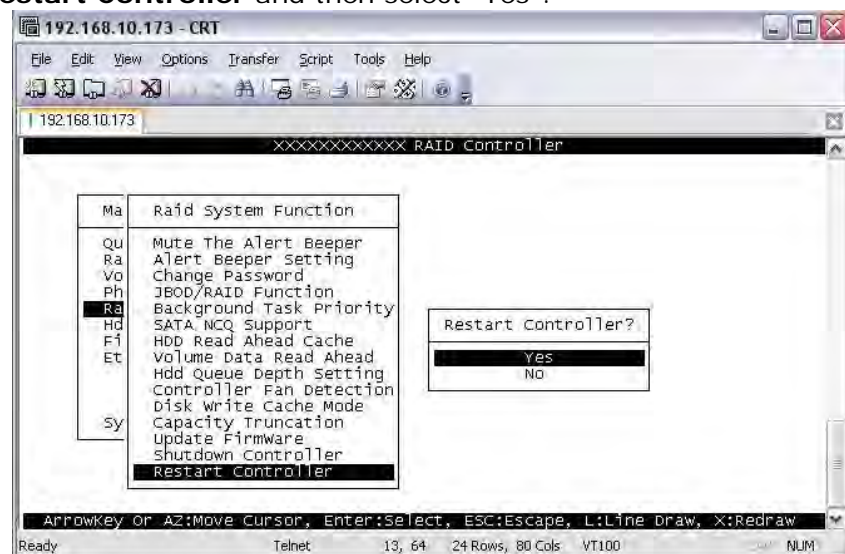 estart controller and then select "Yes".
192.168.10.173 - CRT
File Edit View Options Transfer Script Tools Help
192.168.10.173
XXXXXXXXXXXX RAID Controller
Ma
Qu
Ra
Vo
Ph
Ra
Hd
Fi
Et
Sy
Raid System Function
Mute The Alert Beeper
Alert Beeper Setting
Change Password
JBOD/RAID Function
Background Task Priority
SATA NCQ Support
HDD Read Ahead Cache
Volume Data Read Ahead
Hdd Queue Depth Setting
Controller Fan Detection
Disk Write Cache Mode
Capacity Truncation
Update Firmware
Shutdown Controller
Restart Controller
Restart Controller?
Yes
No
ArrowKey Or AZ:Move Cursor, Enter:Select, ESC:Escape, L:Line Draw, X:Redraw
Ready Telnet 13, 64 24 Rows, 80 Cols VT100 NUM